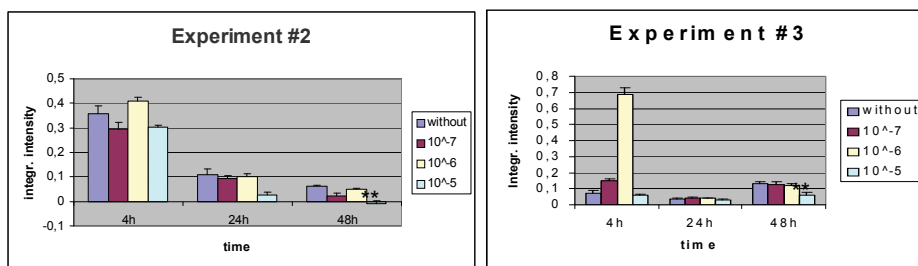 Experiment #2
integr. intensity
0,5
0,4
0,3
0,2
0,1
0
-0,1
4h
24h
48h
**
time
without
10^-7
10^-6
10^-5
Experiment #3
Integr. intensity
0,8
0,7
0,6
0,5
0,4
0,3
0,2
0,1
0
4h
24h
48h
**
time
without
10^-7
10^-6
10^-5